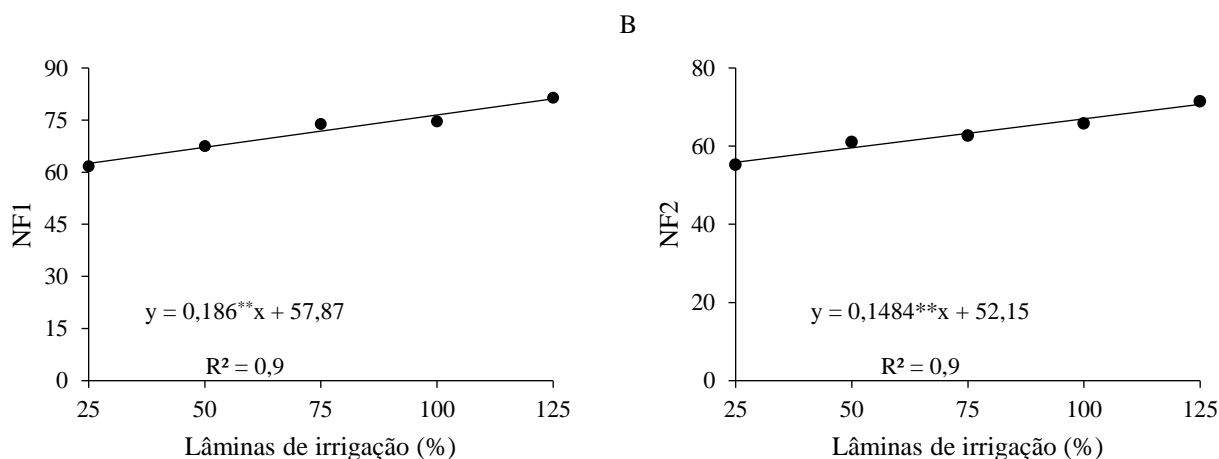 B
90
75
60
45
30
15
0
NF1
y = 0,186**x + 57,87
R² = 0,9
25 50 75 100 125
Lâminas de irrigação (%)
80
60
40
20
0
NF2
y = 0,1484**x + 52,15
R² = 0,9
25 50 75 100 125
Lâminas de irrigação (%)